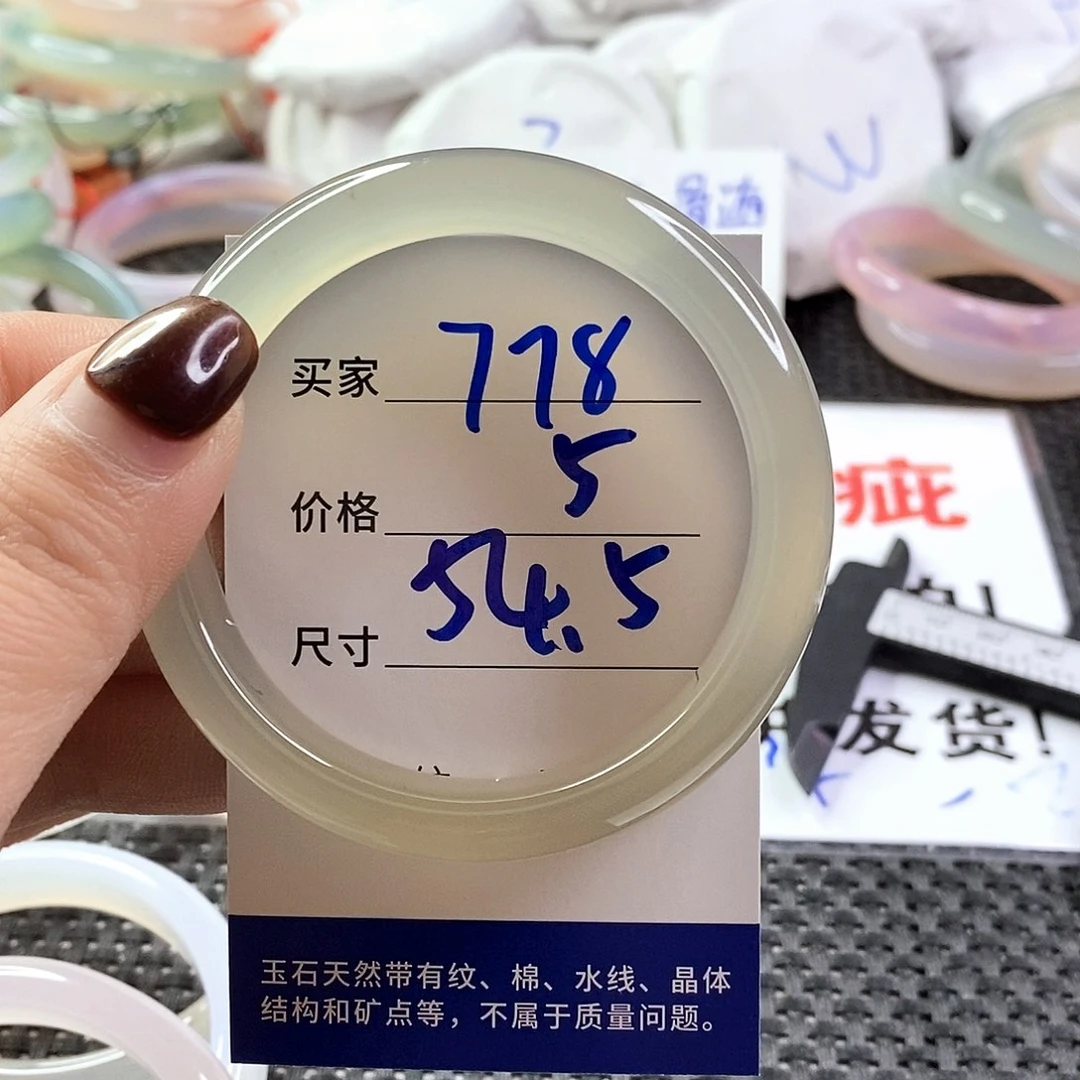 买家 778
价格 5
尺寸 54.5
疵
发货!
玉石天然带有纹、棉、水线、晶体
结构和矿点等，不属于质量问题。